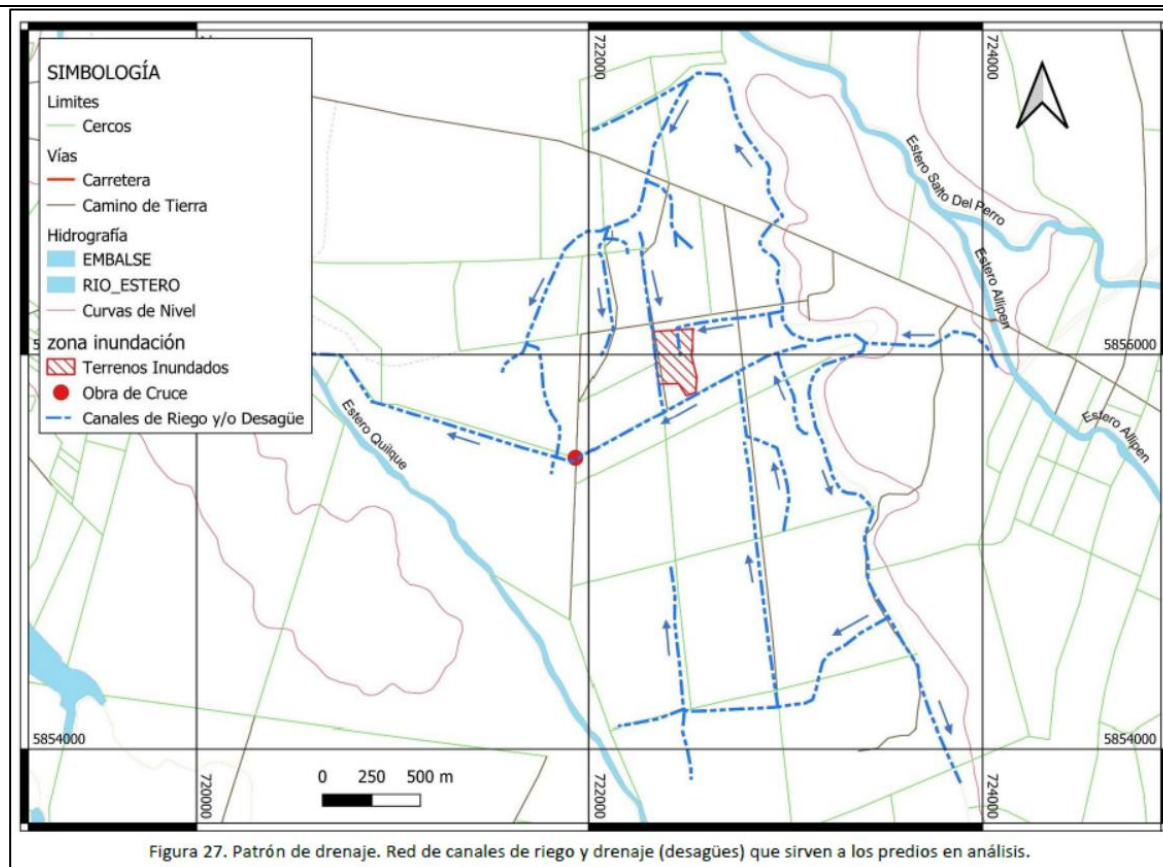 SIMBOLOGÍA
Limites
Cercos
Vías
Carretera
Camino de Tierra
Hidrografía
EMBALSE
RIO_ESTERO
Curvas de Nivel
zona inundación
Terrenos Inundados
Obra de Cruce
Canales de Riego y/o Desagüe
722000
724000
Estero Salto Del Perro
Estero Allipen
5856000
Estero Allipen
Estero Quilque
5854000
5854000
0 250 500 m
720000
722000
724000
Figura 27. Patrón de drenaje. Red de canales de riego y drenaje (desagües) que sirven a los predios en análisis.